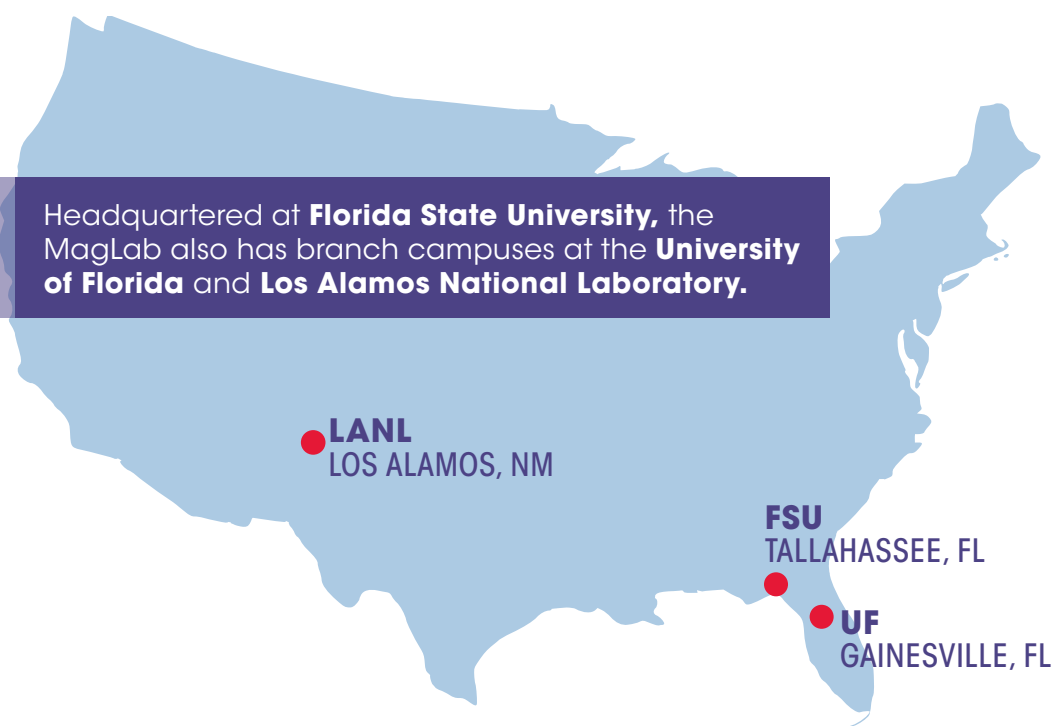 Headquartered at Florida State University, the
MagLab also has branch campuses at the University
of Florida and Los Alamos National Laboratory.
LANL
LOS ALAMOS, NM
FSU
TALLAHASSEE, FL
UF
GAINESVILLE, FL